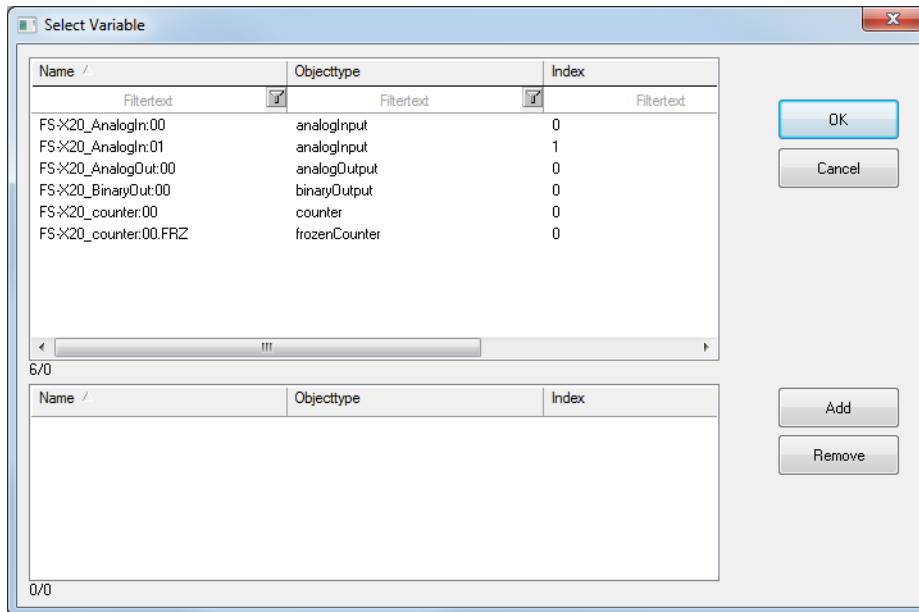 Select Variable
Name Objecttype Index
Filtertext Filtertext Filtertext
FS-X20_AnalogIn:00 analogInput 0
FS-X20_AnalogIn:01 analogInput 1
FS-X20_AnalogOut:00 analogOutput 0
FS-X20_BinaryOut:00 binaryOutput 0
FS-X20_counter:00 counter 0
FS-X20_counter:00.FRZ frozenCounter 0
6/0
OK
Cancel
Name Objecttype Index
0/0
Add
Remove